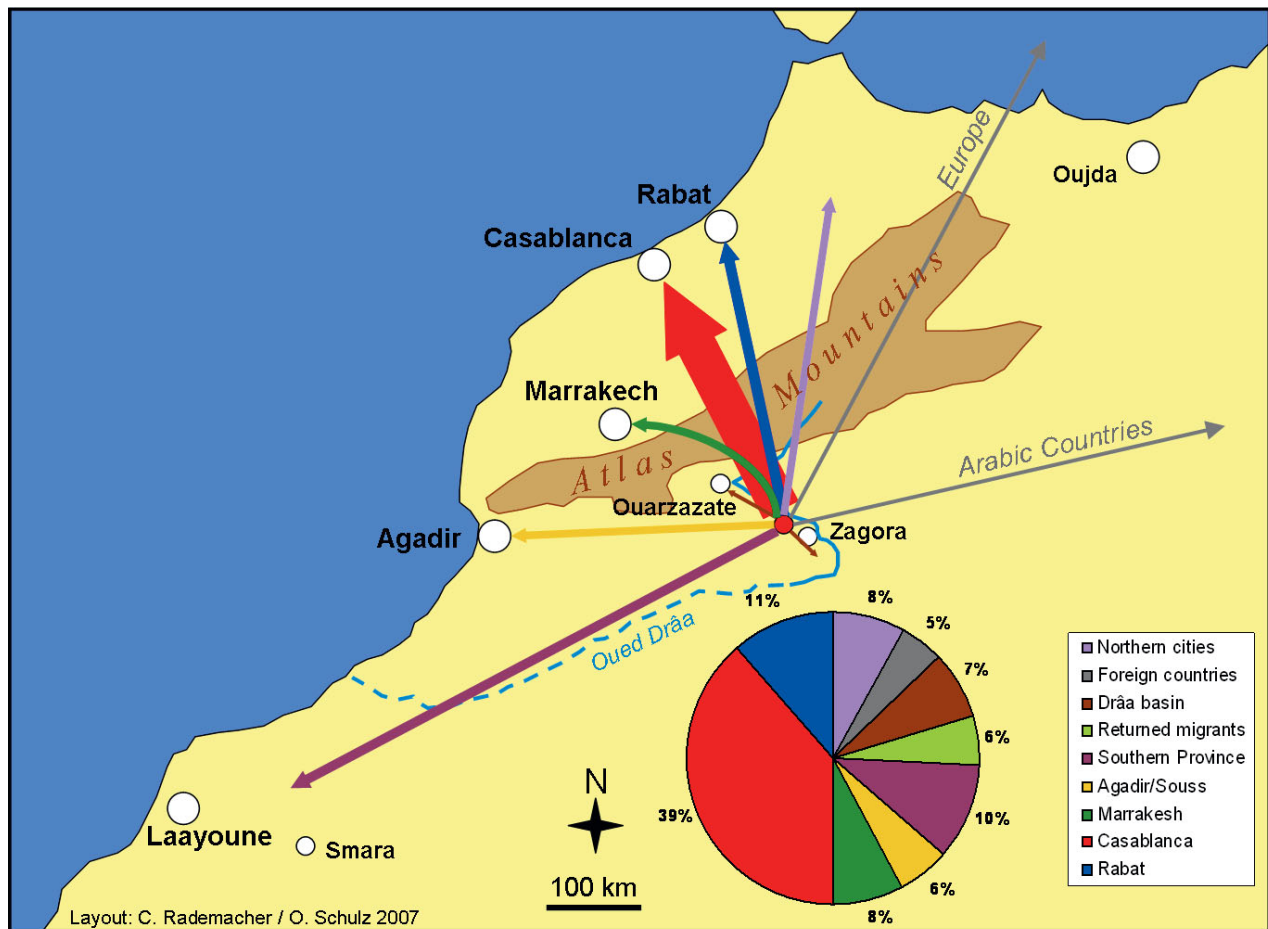 Europe
Oujda
Rabat
Casablanca
Atlas Mountains
Marrakech
Arabic Countries
Ouarzazate
Zagora
Agadir
Oued Drâa
Laayoune
Smara
N
100 km
Layout: C. Rademacher / O. Schulz 2007
11%
8%
5%
7%
6%
10%
6%
8%
39%
Northern cities
Foreign countries
Drâa basin
Returned migrants
Southern Province
Agadir/Souss
Marrakesh
Casablanca
Rabat